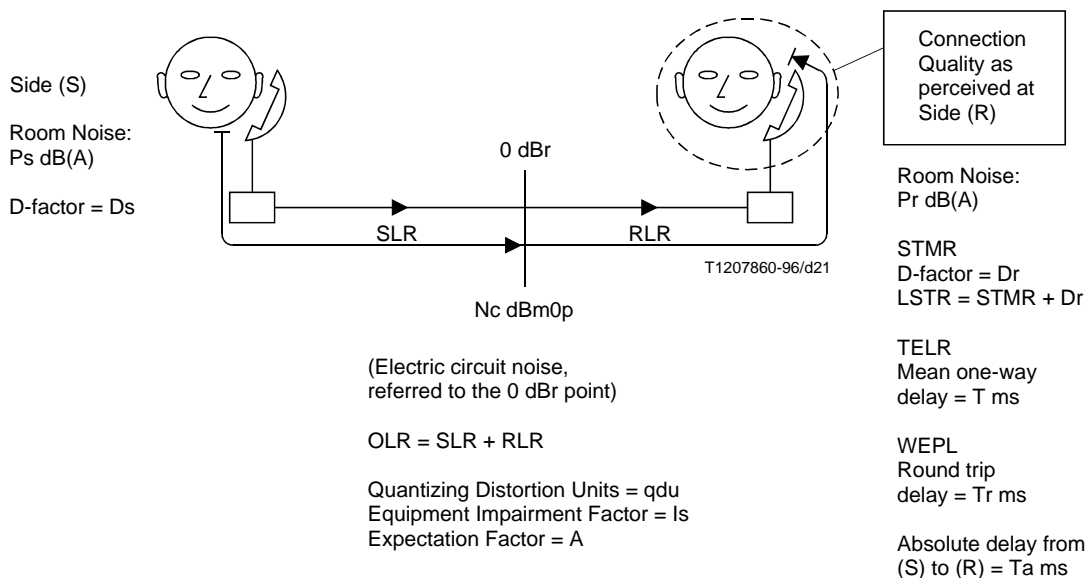 Side (S)
Room Noise:
Ps dB(A)
D-factor = Ds
0 dBr
SLR
RLR
T1207860-96/d21
Nc dBm0p
(Electric circuit noise,
referred to the 0 dBr point)
OLR = SLR + RLR
Quantizing Distortion Units = qdu
Equipment Impairment Factor = Is
Expectation Factor = A
Connection
Quality as
perceived at
Side (R)
Room Noise:
Pr dB(A)
STMR
D-factor = Dr
LSTR = STMR + Dr
TELR
Mean one-way
delay = T ms
WEPL
Round trip
delay = Tr ms
Absolute delay from
(S) to (R) = Ta ms